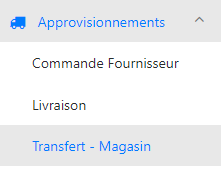 Approvisionnements
Commande Fournisseur
Livraison
Transfert - Magasin